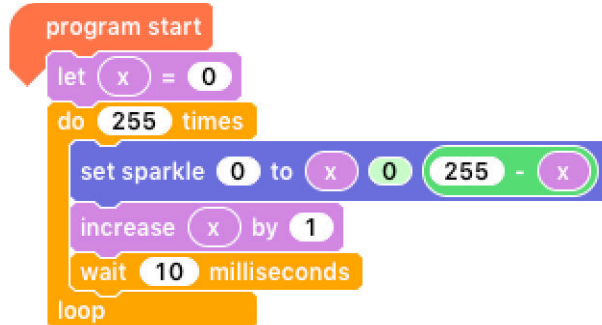 program start
let x = 0
do 255 times
set sparkle 0 to x 0 255 - x
increase x by 1
wait 10 milliseconds
loop